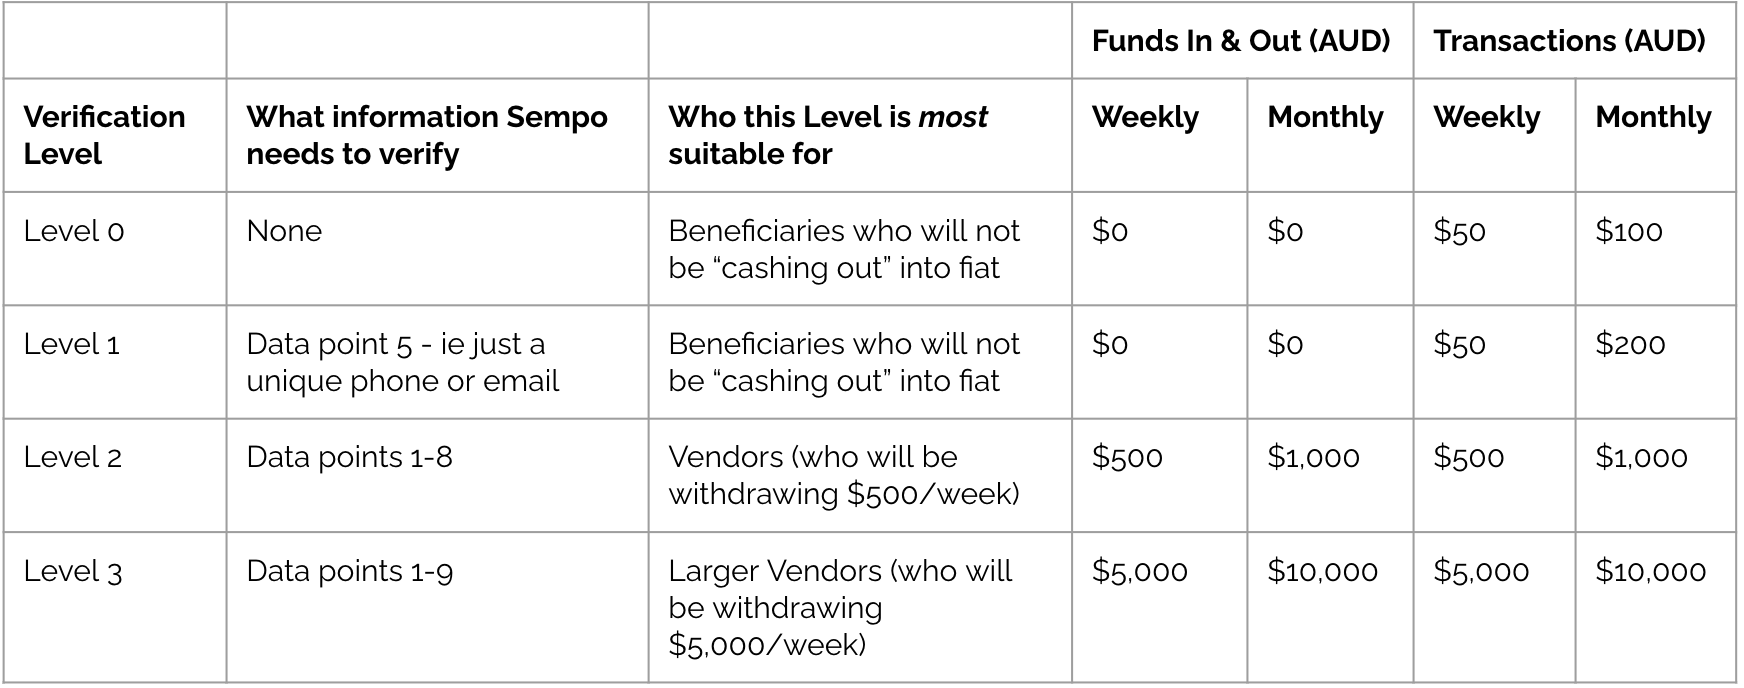 Funds In & Out (AUD) Transactions (AUD)
Verification Level What information Sempo needs to verify Who this Level is most suitable for Weekly Monthly Weekly Monthly
Level 0 None Beneficiaries who will not be “cashing out” into fiat $0 $0 $50 $100
Level 1 Data point 5 - ie just a unique phone or email Beneficiaries who will not be “cashing out” into fiat $0 $0 $50 $200
Level 2 Data points 1-8 Vendors (who will be withdrawing $500/week) $500 $1,000 $500 $1,000
Level 3 Data points 1-9 Larger Vendors (who will be withdrawing $5,000/week) $5,000 $10,000 $5,000 $10,000